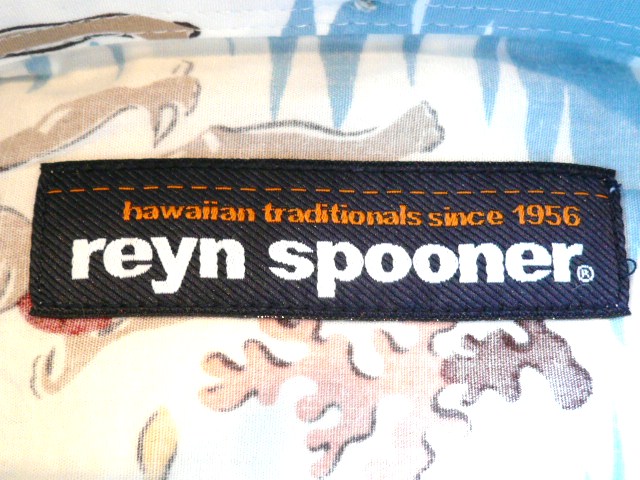 hawaiian traditionals since 1956
reyn spooner®